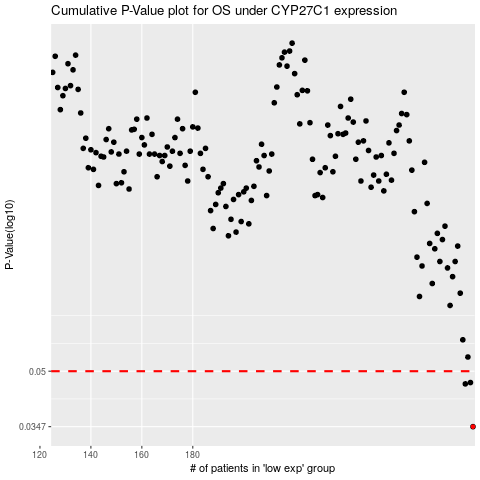 Cumulative P-Value plot for OS under CYP27C1 expression
P-Value(log10)
0.05
0.0347
120 140 160 180
# of patients in 'low exp' group